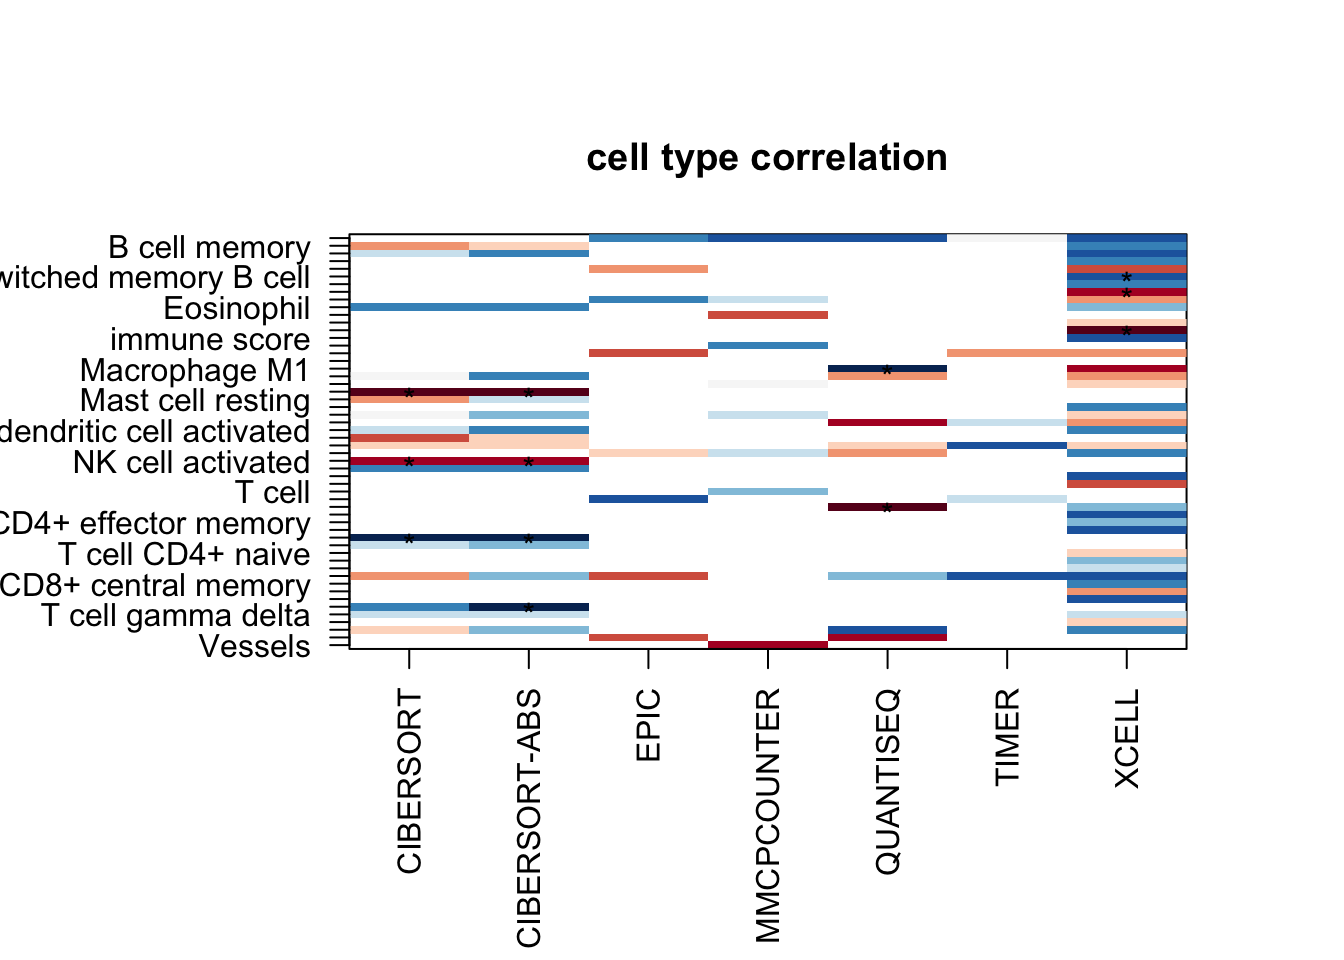 cell type correlation
B cell memory
witched memory B cell
Eosinophil
immune score
Macrophage M1
Mast cell resting
dendritic cell activated
NK cell activated
T cell
CD4+ effector memory
T cell CD4+ naive
CD8+ central memory
T cell gamma delta
Vessels
*
*
*
*
* *
* *
*
* *
*
CIBERSORT
CIBERSORT-ABS
EPIC
MMCPCOUNTER
QUANTISEQ
TIMER
XCELL